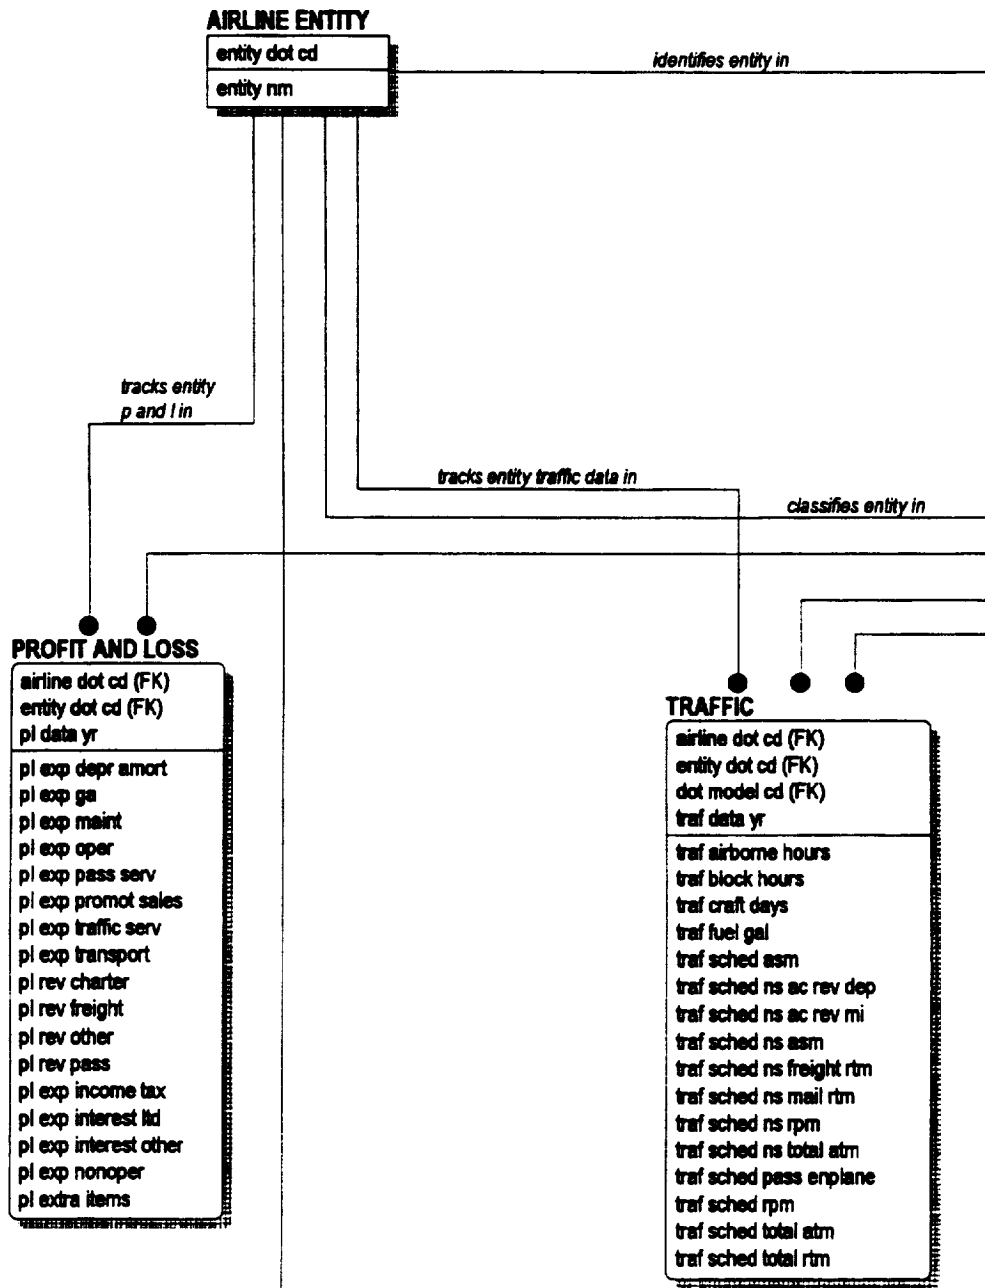 AIRLINE ENTITY
entity dot cd
entity nm
identifies entity in
tracks entity
p and l in
tracks entity traffic data in
classifies entity in
PROFIT AND LOSS
airline dot cd (FK)
entity dot cd (FK)
pl data yr
pl exp depr amort
pl exp ga
pl exp maint
pl exp oper
pl exp pass serv
pl exp promot sales
pl exp traffic serv
pl exp transport
pl rev charter
pl rev freight
pl rev other
pl rev pass
pl exp income tax
pl exp interest ltd
pl exp interest other
pl exp nonoper
pl extra items
TRAFFIC
airline dot cd (FK)
entity dot cd (FK)
dot model cd (FK)
traf data yr
traf airborne hours
traf block hours
traf craft days
traf fuel gal
traf sched asm
traf sched ns ac rev dep
traf sched ns ac rev mi
traf sched ns asm
traf sched ns freight rtm
traf sched ns mail rtm
traf sched ns rpm
traf sched ns total atm
traf sched pass enplane
traf sched rpm
traf sched total atm
traf sched total rtm